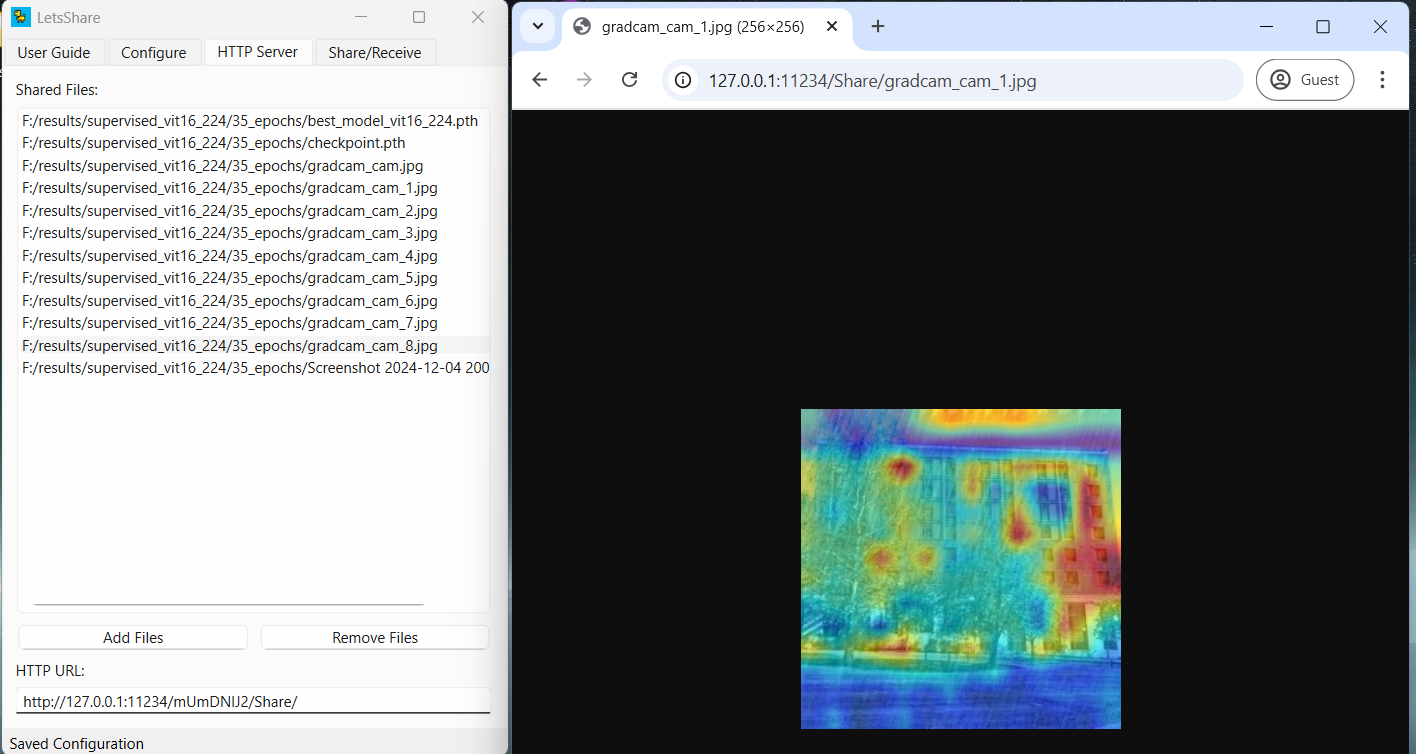 LetsShare
User Guide
Configure
HTTP Server
Share/Receive
Shared Files:
F:/results/supervised_vit16_224/35_epochs/best_model_vit16_224.pth
F:/results/supervised_vit16_224/35_epochs/checkpoint.pth
F:/results/supervised_vit16_224/35_epochs/gradcam_cam.jpg
F:/results/supervised_vit16_224/35_epochs/gradcam_cam_1.jpg
F:/results/supervised_vit16_224/35_epochs/gradcam_cam_2.jpg
F:/results/supervised_vit16_224/35_epochs/gradcam_cam_3.jpg
F:/results/supervised_vit16_224/35_epochs/gradcam_cam_4.jpg
F:/results/supervised_vit16_224/35_epochs/gradcam_cam_5.jpg
F:/results/supervised_vit16_224/35_epochs/gradcam_cam_6.jpg
F:/results/supervised_vit16_224/35_epochs/gradcam_cam_7.jpg
F:/results/supervised_vit16_224/35_epochs/gradcam_cam_8.jpg
F:/results/supervised_vit16_224/35_epochs/Screenshot 2024-12-04 200
Add Files
Remove Files
HTTP URL:
http://127.0.0.1:11234/mUmDNIJ2/Share/
Saved Configuration
gradcam_cam_1.jpg (256×256)
127.0.0.1:11234/Share/gradcam_cam_1.jpg
Guest